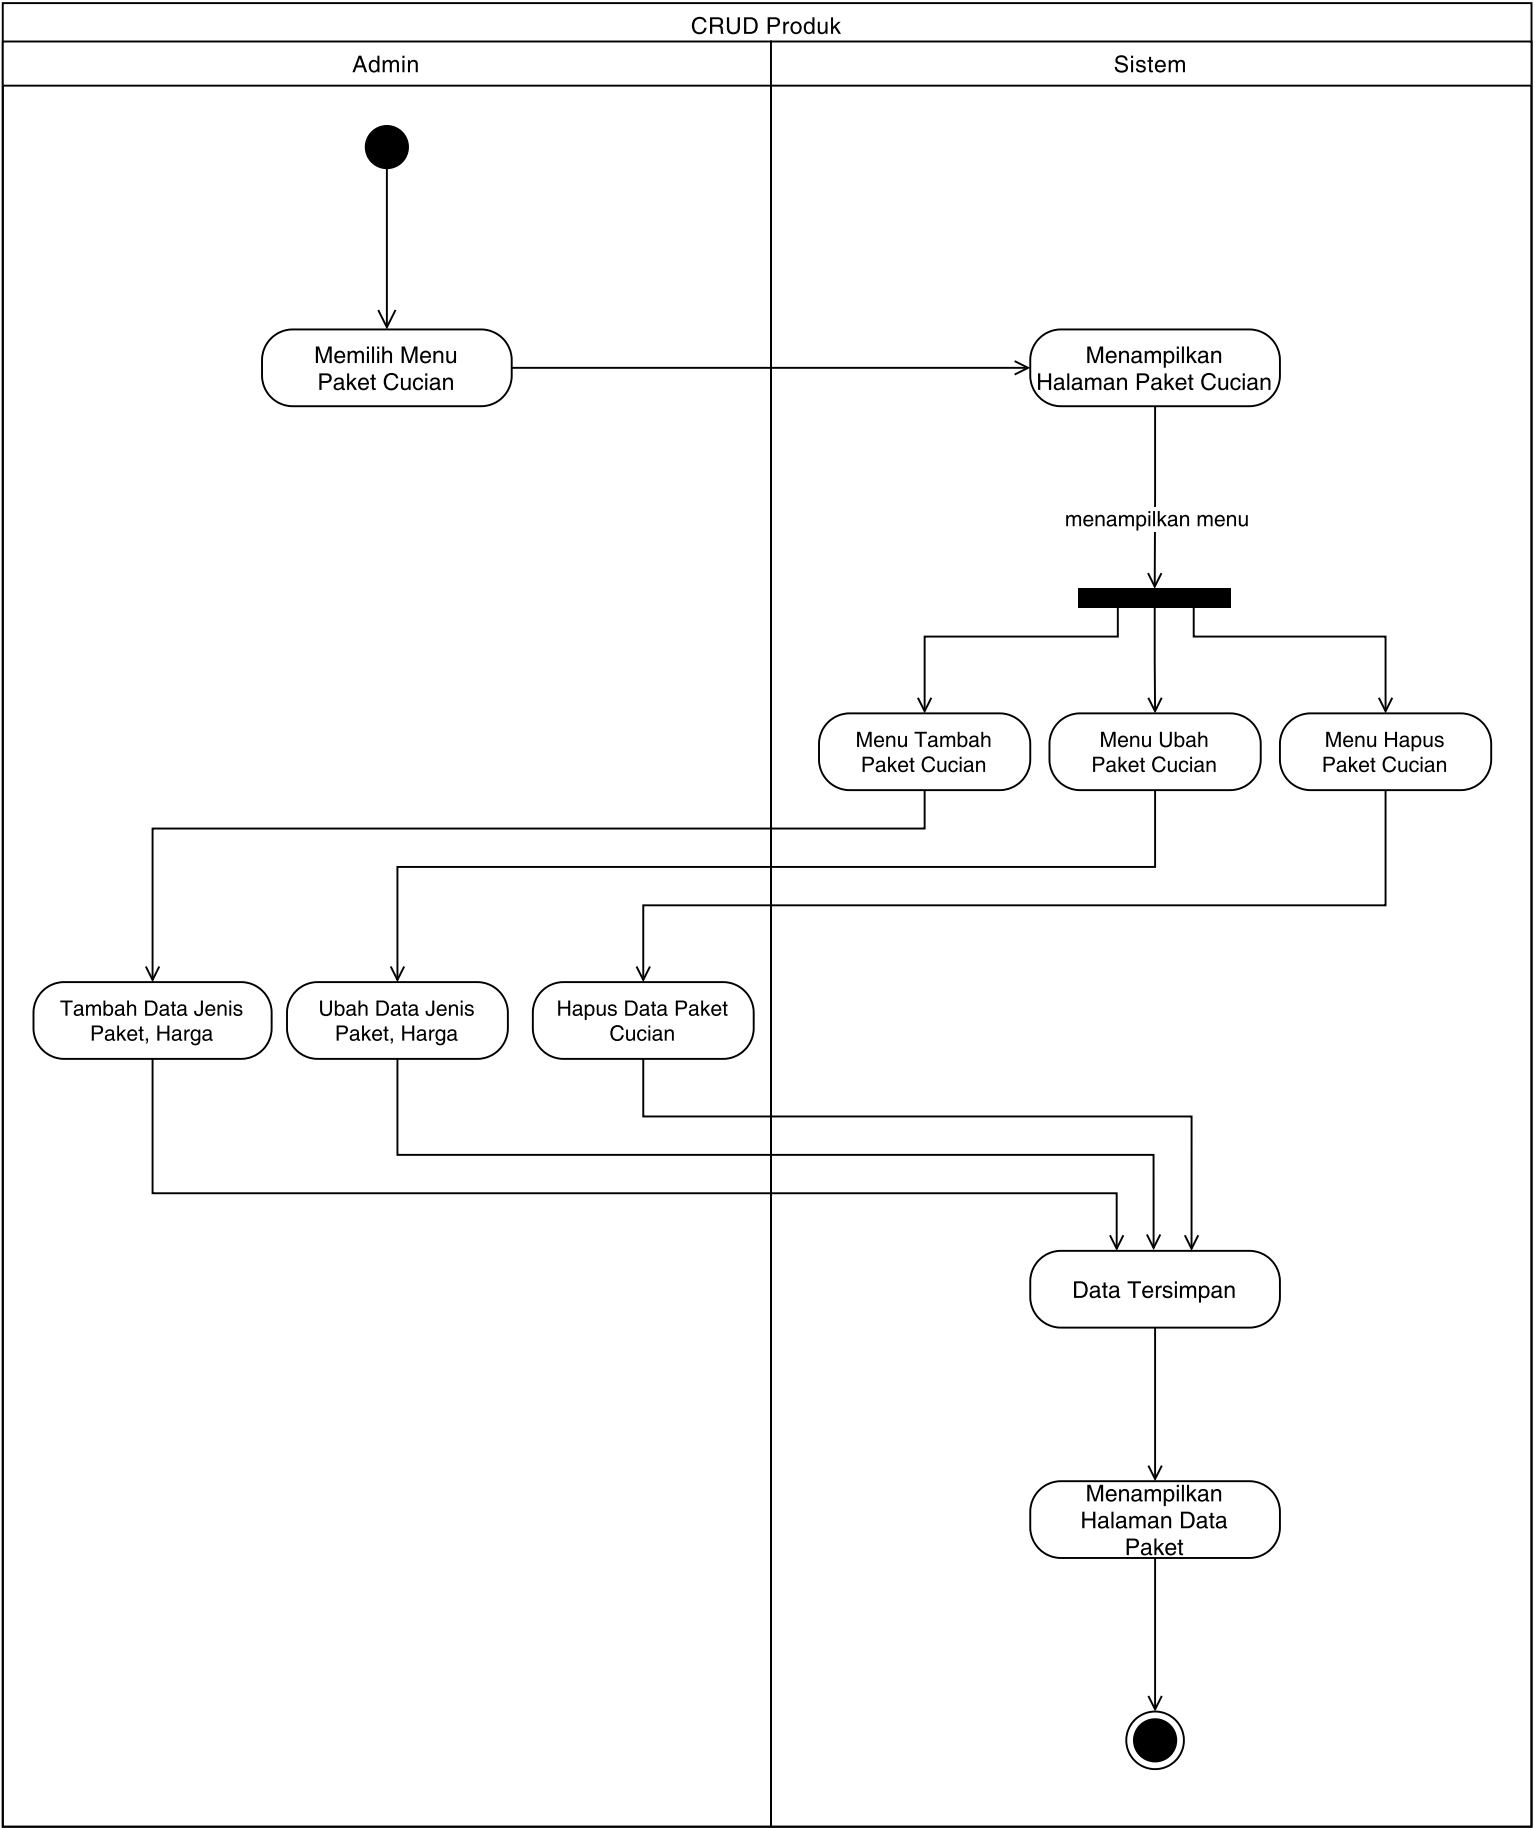 CRUD Produk
Admin
Sistem
Memilih Menu
Paket Cucian
Menampilkan
Halaman Paket Cucian
menampilkan menu
Menu Tambah
Paket Cucian
Menu Ubah
Paket Cucian
Menu Hapus
Paket Cucian
Tambah Data Jenis
Paket, Harga
Ubah Data Jenis
Paket, Harga
Hapus Data Paket
Cucian
Data Tersimpan
Menampilkan
Halaman Data
Paket